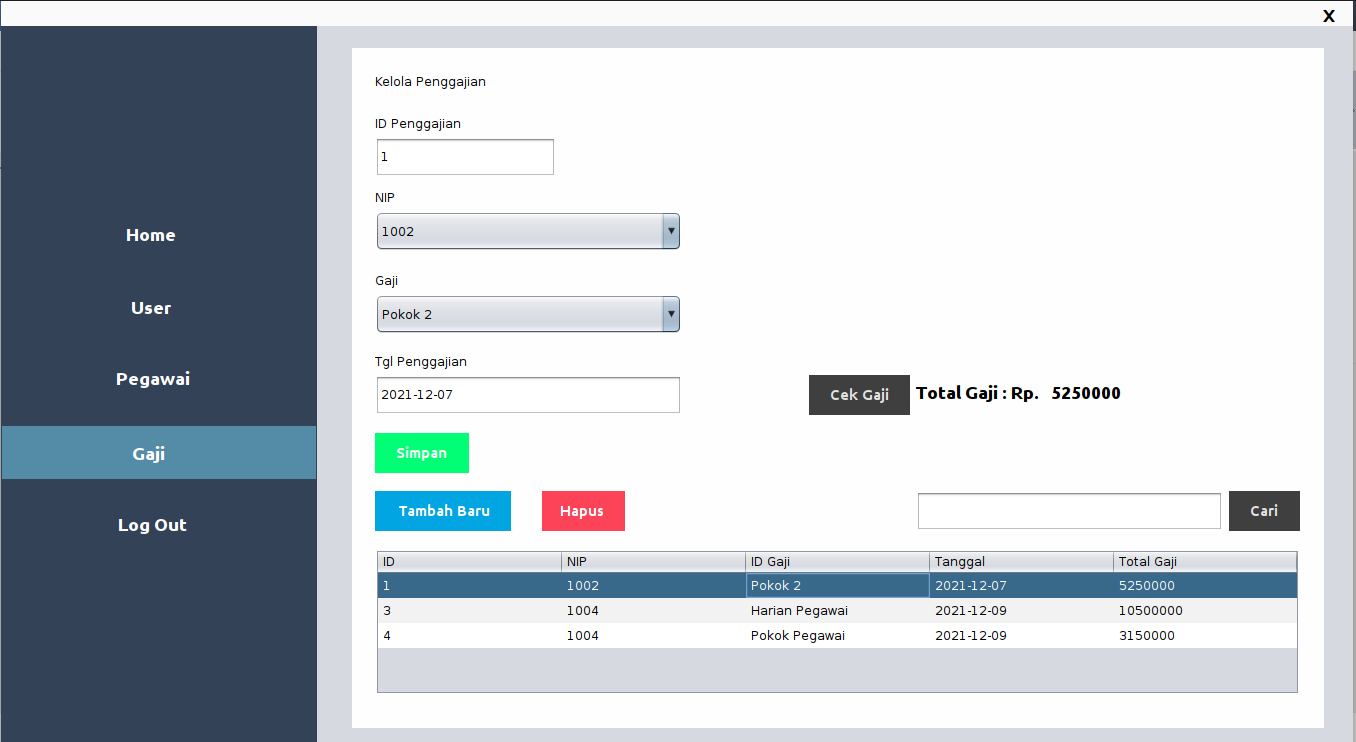 X
Home
User
Pegawai
Gaji
Log Out
Kelola Penggajian
ID Penggajian
1
NIP
1002
Gaji
Pokok 2
Tgl Penggajian
2021-12-07
Cek Gaji Total Gaji : Rp. 5250000
Simpan
Tambah Baru Hapus Cari
ID NIP ID Gaji Tanggal Total Gaji
1 1002 Pokok 2 2021-12-07 5250000
3 1004 Harian Pegawai 2021-12-09 10500000
4 1004 Pokok Pegawai 2021-12-09 3150000